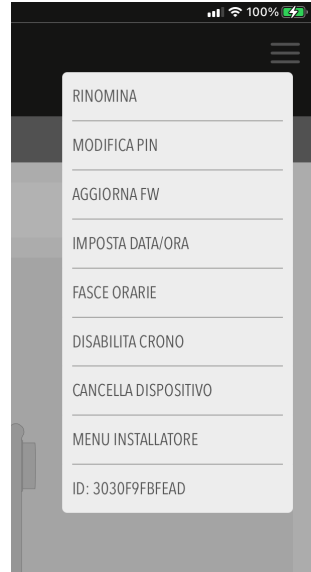 100%
RINOMINA
MODIFICA PIN
AGGIORNA FW
IMPOSTA DATA/ORA
FASCE ORARIE
DISABILITA CRONO
CANCELLA DISPOSITIVO
MENU INSTALLATORE
ID: 3030F9FBFEAD